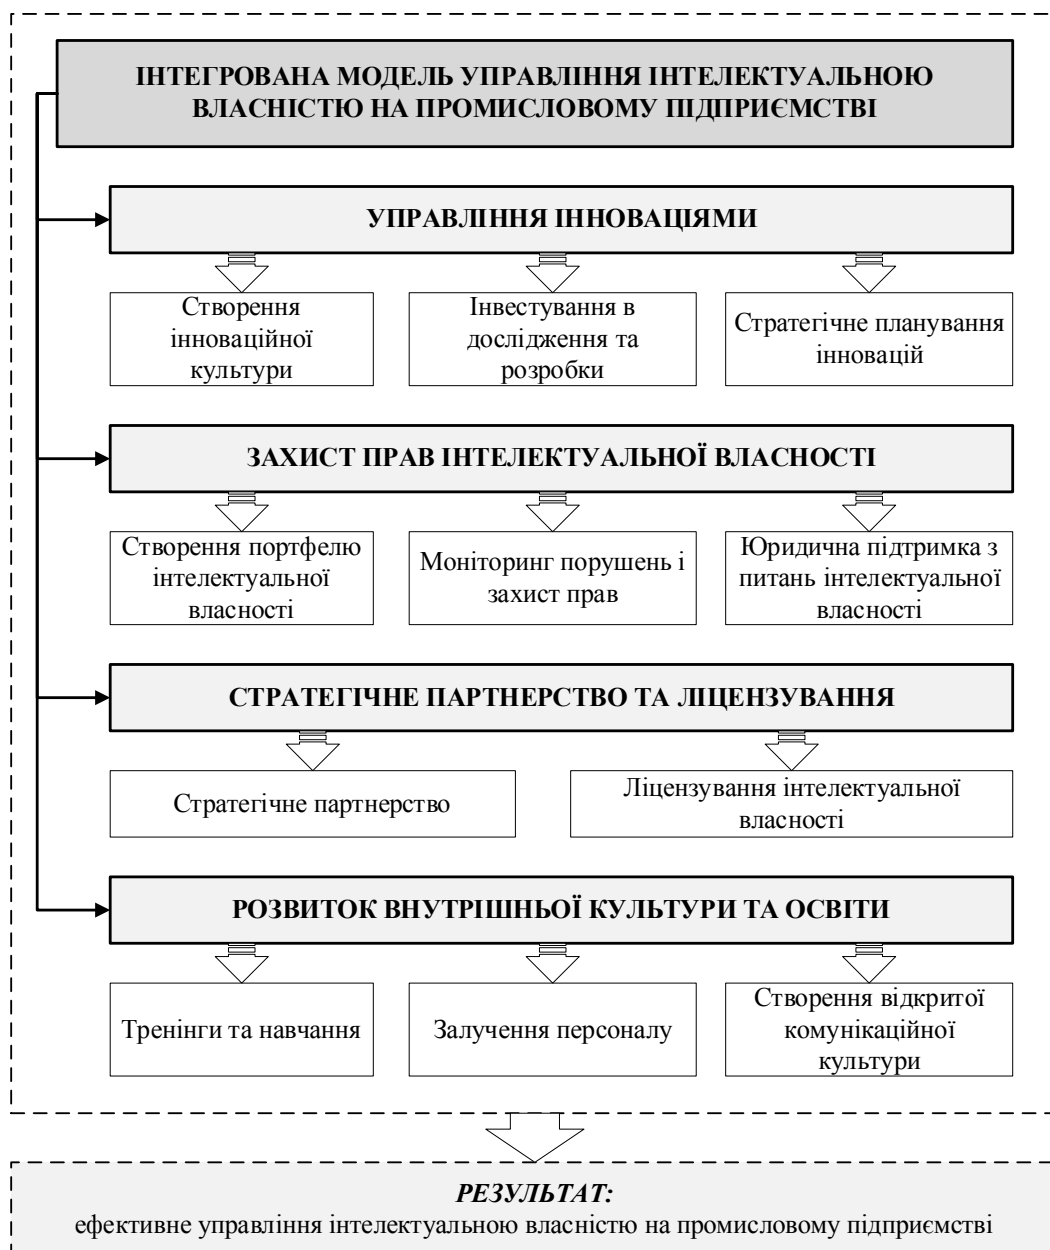 ІНТЕГРОВАНА МОДЕЛЬ УПРАВЛІННЯ ІНТЕЛЕКТУАЛЬНОЮ
ВЛАСНІСТЮ НА ПРОМИСЛОВОМУ ПІДПРИЄМСТВІ
УПРАВЛІННЯ ІННОВАЦІЯМИ
Створення
інноваційної
культури
Інвестування в
дослідження та
розробки
Стратегічне планування
інновацій
ЗАХИСТ ПРАВ ІНТЕЛЕКТУАЛЬНОЇ ВЛАСНОСТІ
Створення портфелю
інтелектуальної
власності
Моніторинг порушень і
захист прав
Юридична підтримка з
питань інтелектуальної
власності
СТРАТЕГІЧНЕ ПАРТНЕРСТВО ТА ЛІЦЕНЗУВАННЯ
Стратегічне партнерство
Ліцензування інтелектуальної
власності
РОЗВИТОК ВНУТРІШНЬОЇ КУЛЬТУРИ ТА ОСВІТИ
Тренінги та навчання
Залучення персоналу
Створення відкритої
комунікаційної
культури
РЕЗУЛЬТАТ:
ефективне управління інтелектуальною власністю на промисловому підприємстві